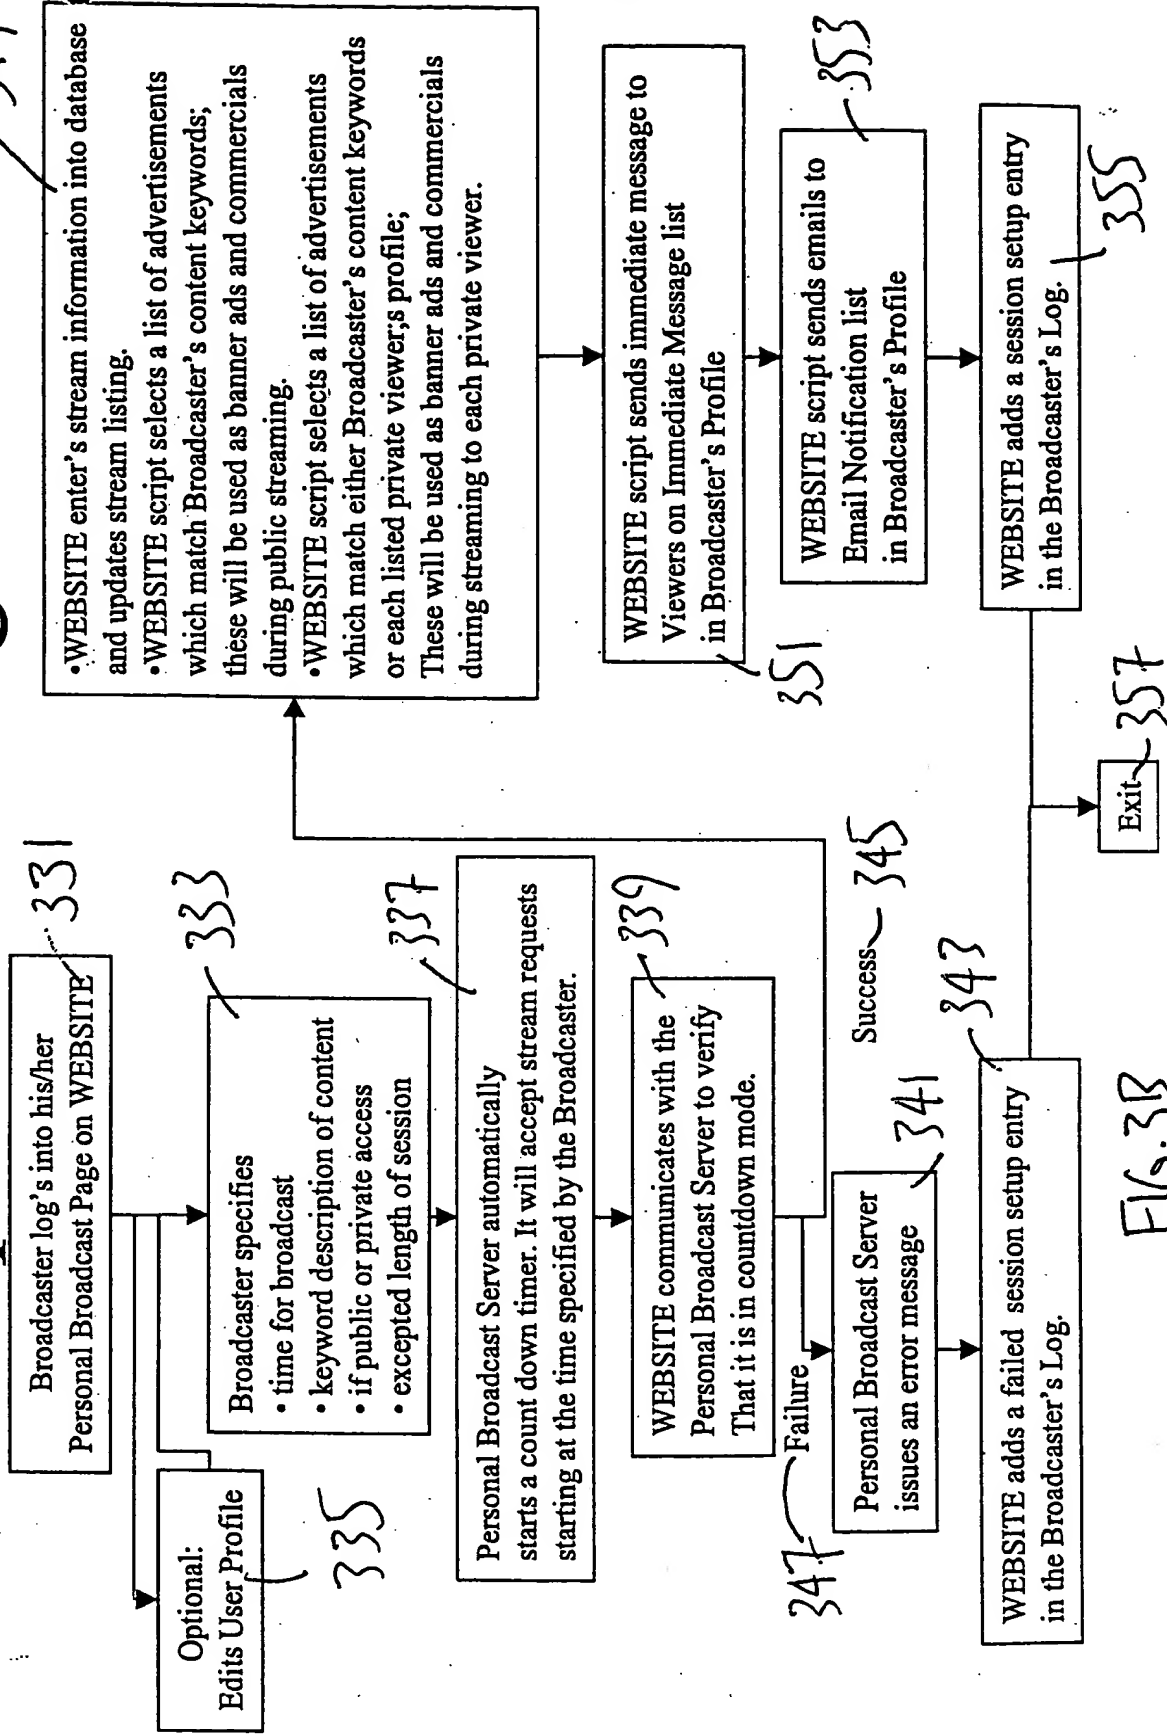 Broadcaster log's into his/her
Personal Broadcast Page on WEBSITE
331
Optional:
Edits User Profile
335
Broadcaster specifies
• time for broadcast
• keyword description of content
• if public or private access
• excepted length of session
333
Personal Broadcast Server automatically
starts a count down timer. It will accept stream requests
starting at the time specified by the Broadcaster.
337
WEBSITE communicates with the
Personal Broadcast Server to verify
That it is in countdown mode.
339
Failure
347
Success
345
Personal Broadcast Server
issues an error message
341
WEBSITE adds a failed session setup entry
in the Broadcaster's Log.
343
•WEBSITE enter's stream information into database
and updates stream listing.
•WEBSITE script selects a list of advertisements
which match Broadcaster's content keywords;
these will be used as banner ads and commercials
during public streaming.
•WEBSITE script selects a list of advertisements
which match either Broadcaster's content keywords
or each listed private viewer;s profile;
These will be used as banner ads and commercials
during streaming to each private viewer.
WEBSITE script sends immediate message to
Viewers on Immediate Message list
in Broadcaster's Profile
351
WEBSITE script sends emails to
Email Notification list
in Broadcaster's Profile
353
WEBSITE adds a session setup entry
in the Broadcaster's Log.
355
Exit
357
FIG. 3B